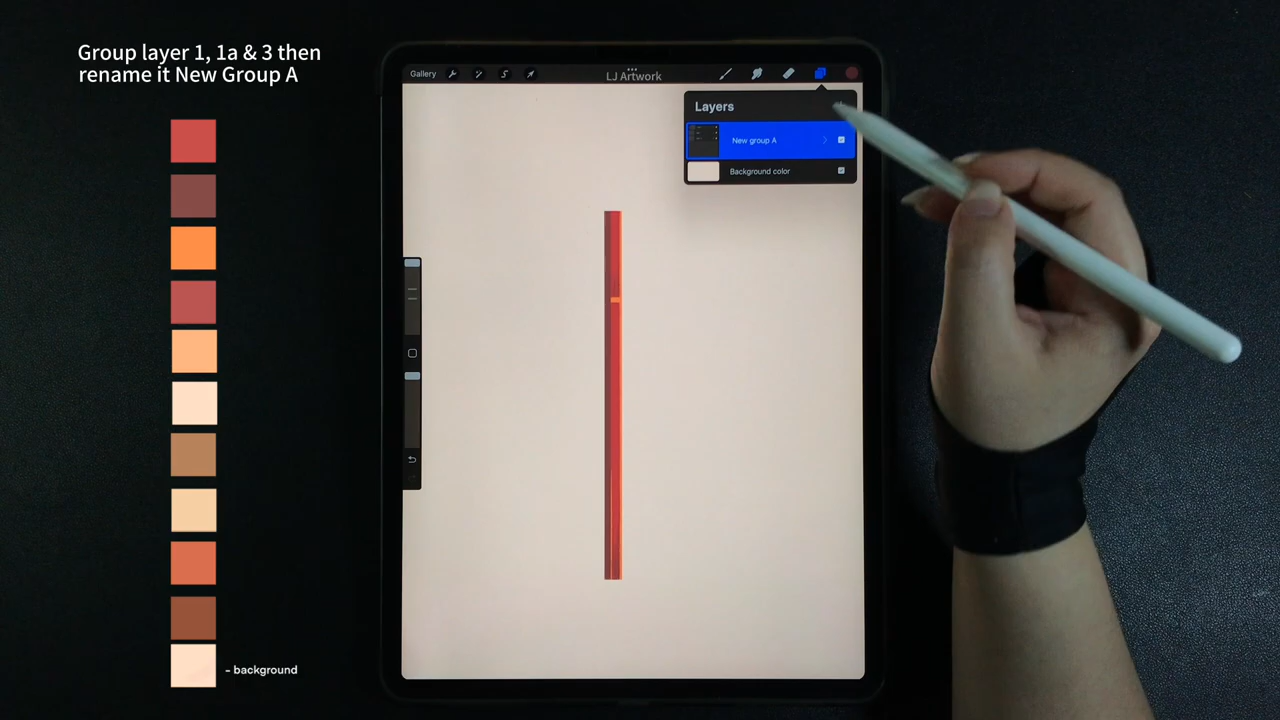 Group layer 1, 1a & 3 then
rename it New Group A
Gallery
LJ Artwork
Layers
New group A
Background color
- background